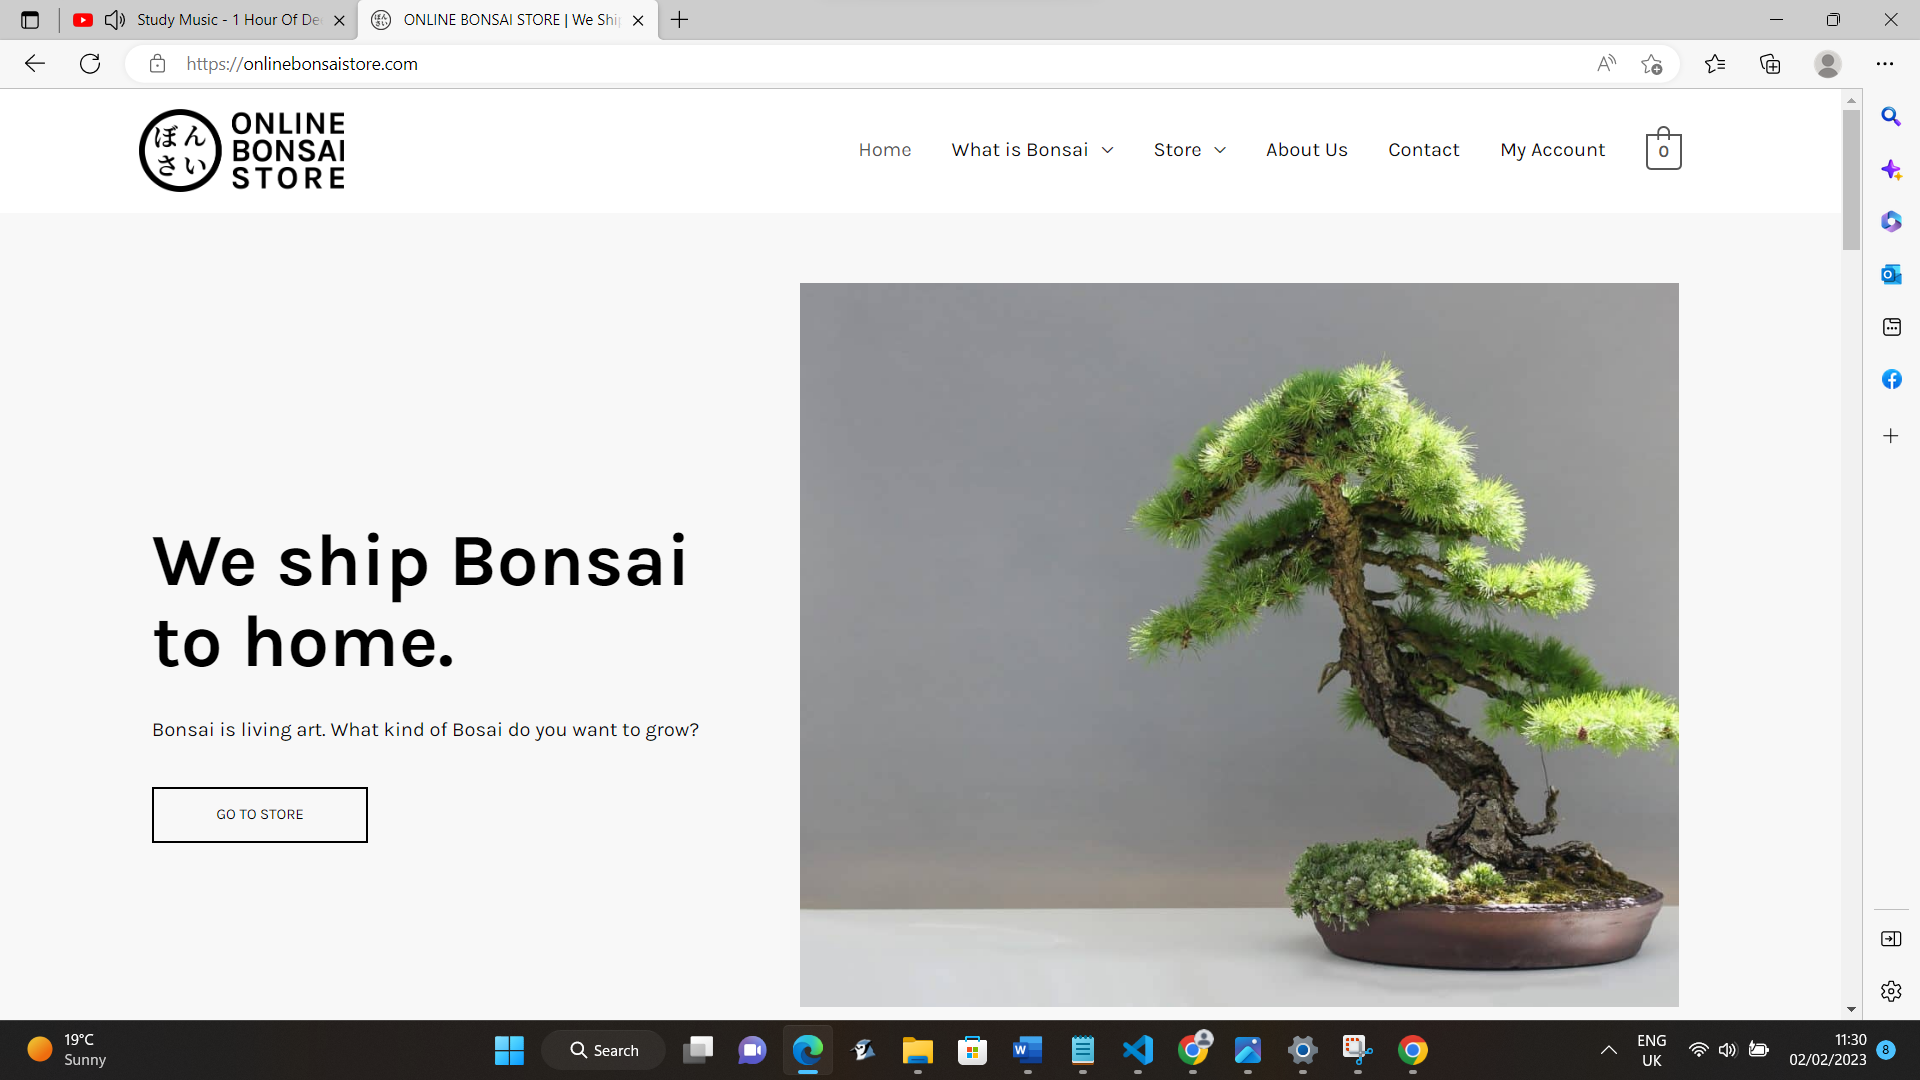 Study Music - 1 Hour Of De
ONLINE BONSAI STORE | We Shi
https://onlinebonsaistore.com
ぼん
さい
ONLINE
BONSAI
STORE
Home
What is Bonsai
Store
About Us
Contact
My Account
0
We ship Bonsai
to home.
Bonsai is living art. What kind of Bosai do you want to grow?
GO TO STORE
19°C
Sunny
Search
ENG
UK
11:30
02/02/2023
8